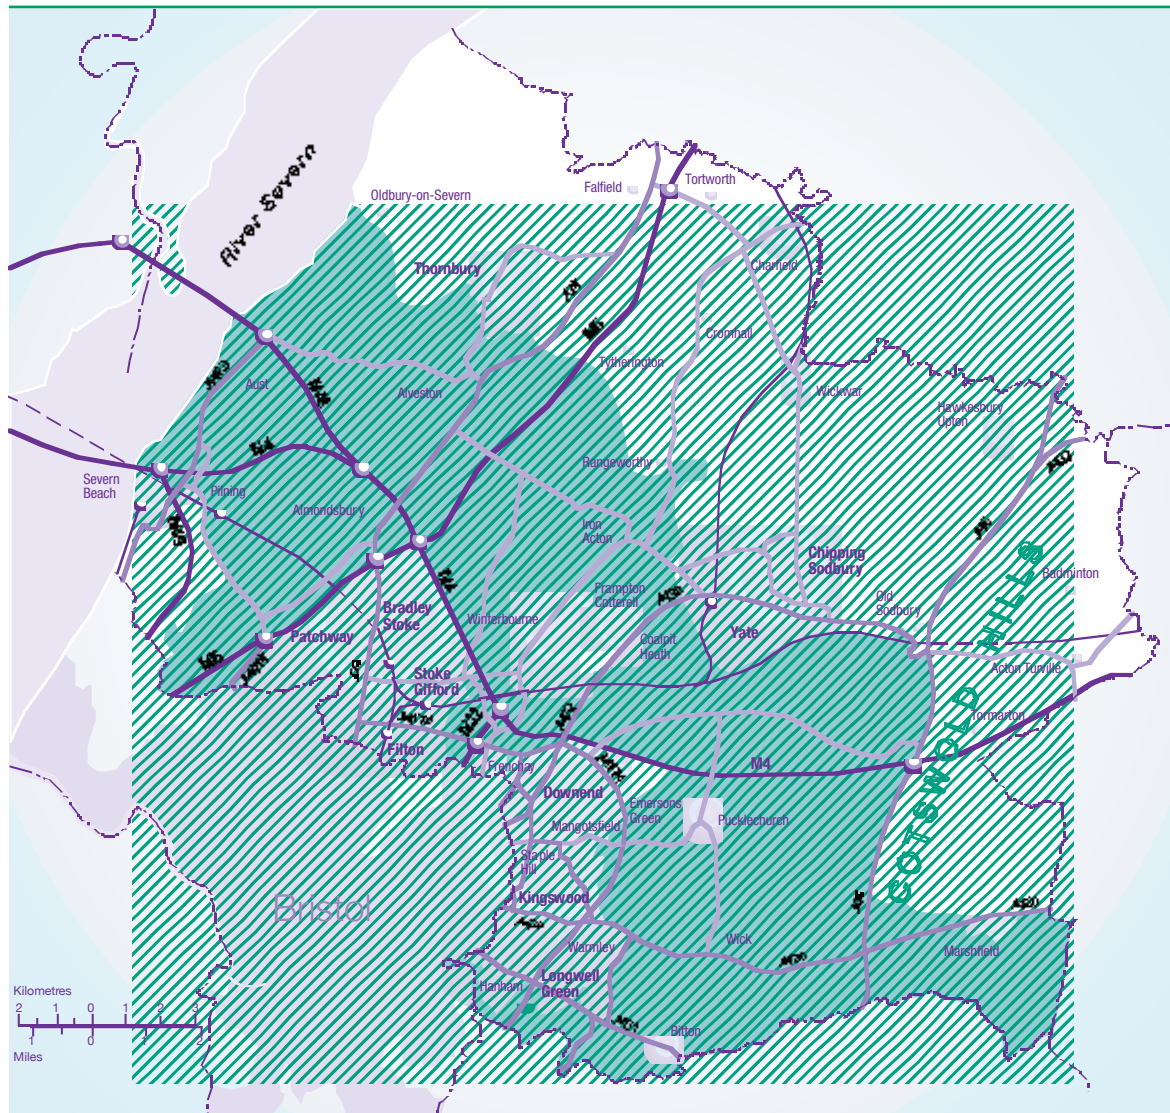 River Severn
Oldbury-on-Severn
Falfield
Tortworth
Thornbury
Charfield
Cromhall
Tytherington
Aust
Alveston
Wickwar
Hawkesbury
Upton
M4
Severn
Beach
Pilning
Rangeworthy
Almondsbury
Iron
Acton
Chipping
Sodbury
Badminton
Frampton
Cotterell
Old
Sodbury
Bradley
Stoke
Winterbourne
Patchway
Yate
Coalpit
Heath
Stoke
Gifford
Acton Turville
Tormarton
COTSWOLD HILLS
Filton
Frenchay
M4
Downend
Emersons
Green
Pucklechurch
Mangotsfield
Staple
Hill
Kingswood
Bristol
Warmley
Wick
Marshfield
Hanham
Longwell
Green
Bitton
Kilometres
2 1 0 1 2 3
1 0 1 2
Miles